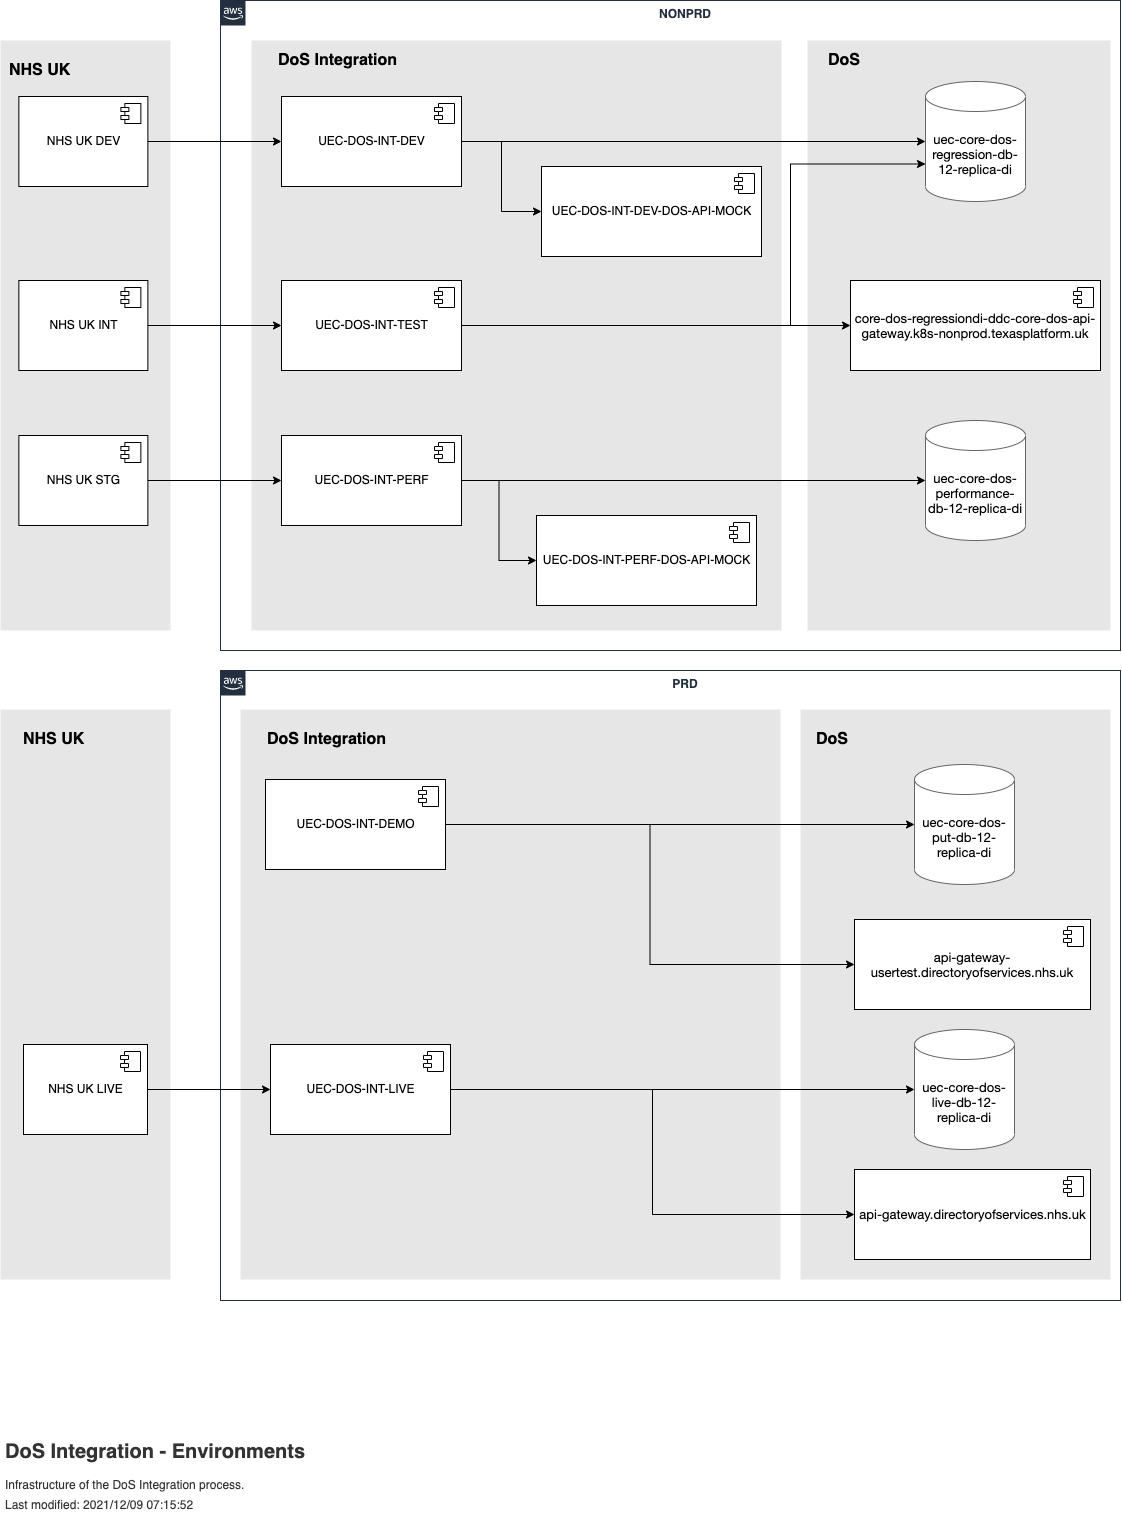 aws
NONPRD
NHS UK
DoS Integration
DoS
NHS UK DEV
UEC-DOS-INT-DEV
uec-core-dos-
regression-db-
12-replica-di
UEC-DOS-INT-DEV-DOS-API-MOCK
NHS UK INT
UEC-DOS-INT-TEST
core-dos-regressiondi-ddc-core-dos-api-
gateway.k8s-nonprod.texasplatform.uk
NHS UK STG
UEC-DOS-INT-PERF
uec-core-dos-
performance-
db-12-replica-di
UEC-DOS-INT-PERF-DOS-API-MOCK
aws
PRD
NHS UK
DoS Integration
DoS
UEC-DOS-INT-DEMO
uec-core-dos-
put-db-12-
replica-di
api-gateway-
usertest.directoryofservices.nhs.uk
NHS UK LIVE
UEC-DOS-INT-LIVE
uec-core-dos-
live-db-12-
replica-di
api-gateway.directoryofservices.nhs.uk
DoS Integration - Environments
Infrastructure of the DoS Integration process.
Last modified: 2021/12/09 07:15:52